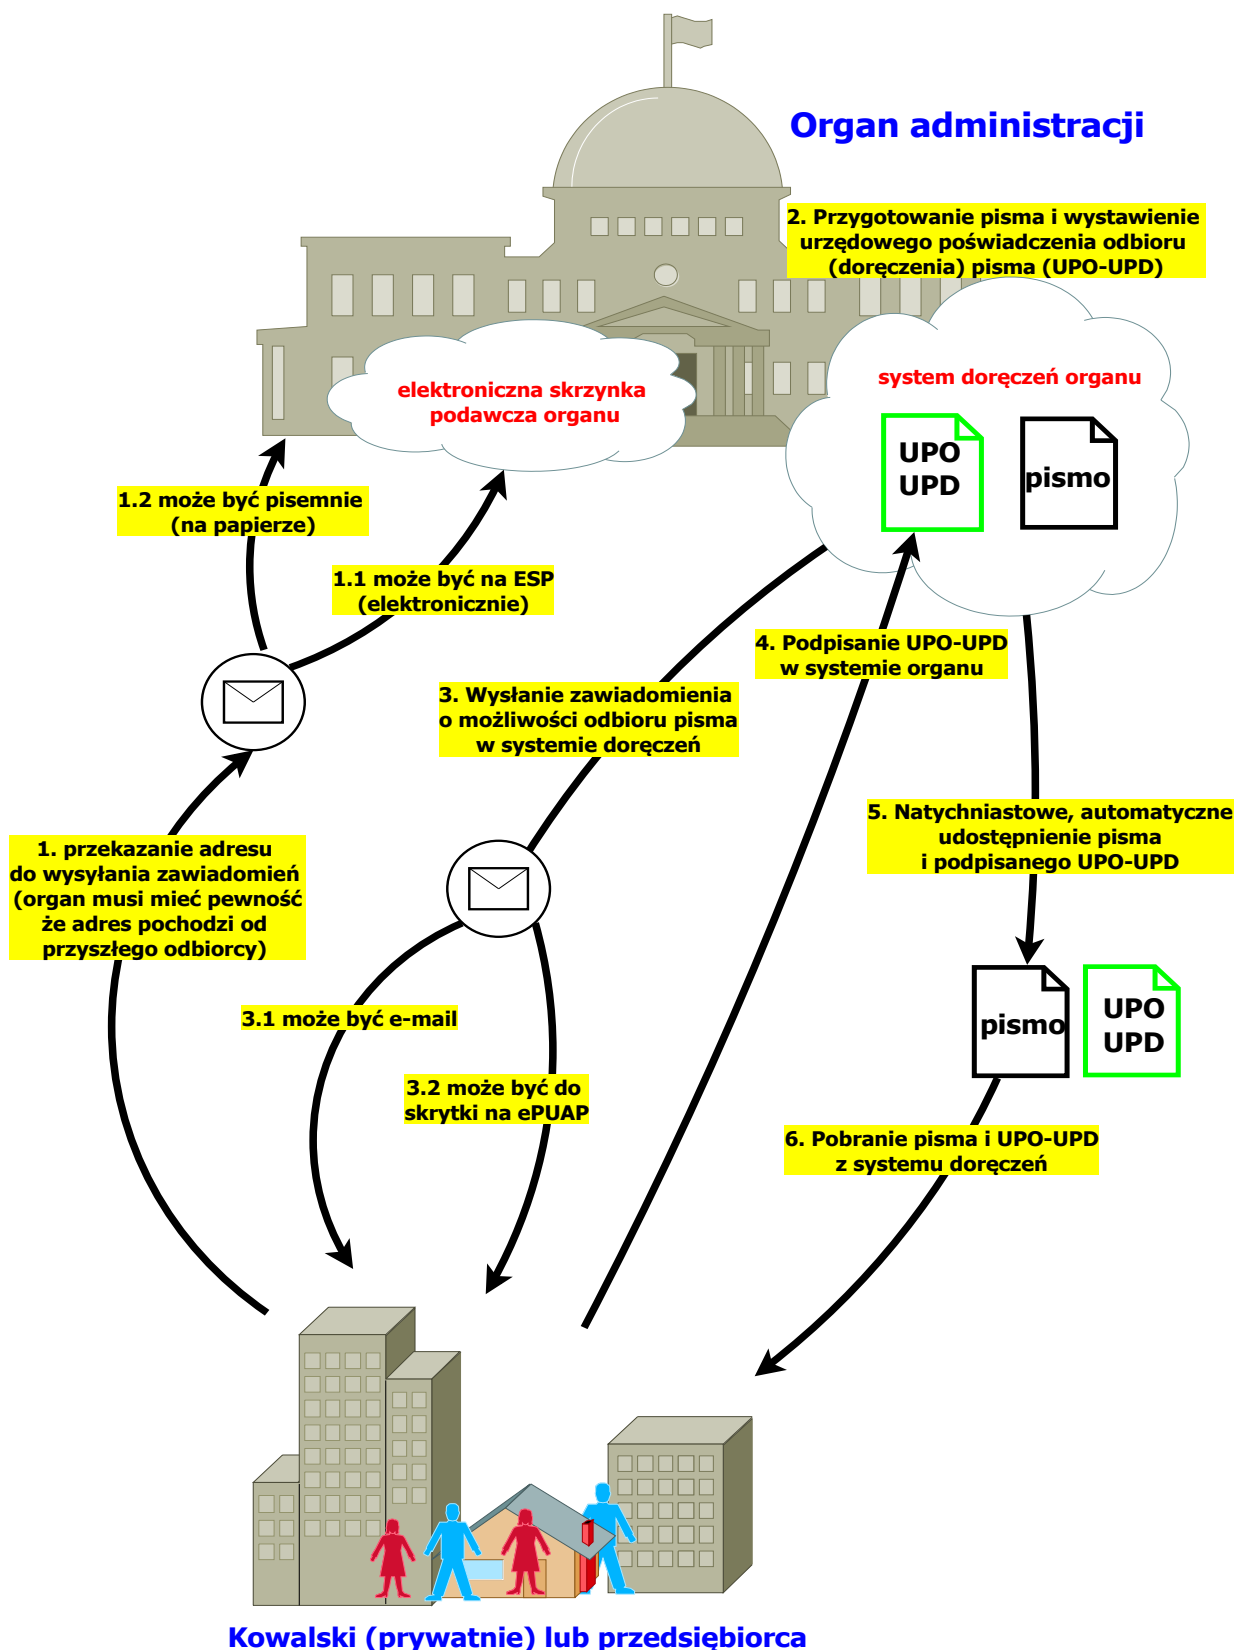 Organ administracji
2. Przygotowanie pisma i wystawienie
urzędowego poświadczenia odbioru
(doręczenia) pisma (UPO-UPD)
elektroniczna skrzynka
podawcza organu
system doręczeń organu
UPO
UPD
pismo
1.2 może być pisemnie
(na papierze)
1.1 może być na ESP
(elektronicznie)
4. Podpisanie UPO-UPD
w systemie organu
3. Wysłanie zawiadomienia
o możliwości odbioru pisma
w systemie doręczeń
1. przekazanie adresu
do wysyłania zawiadomień
(organ musi mieć pewność
że adres pochodzi od
przyszłego odbiorcy)
5. Natychniastowe, automatyczne
udostępnienie pisma
i podpisanego UPO-UPD
3.1 może być e-mail
3.2 może być do
skrytki na ePUAP
pismo
UPO
UPD
6. Pobranie pisma i UPO-UPD
z systemu doręczeń
Kowalski (prywatnie) lub przedsiębiorca